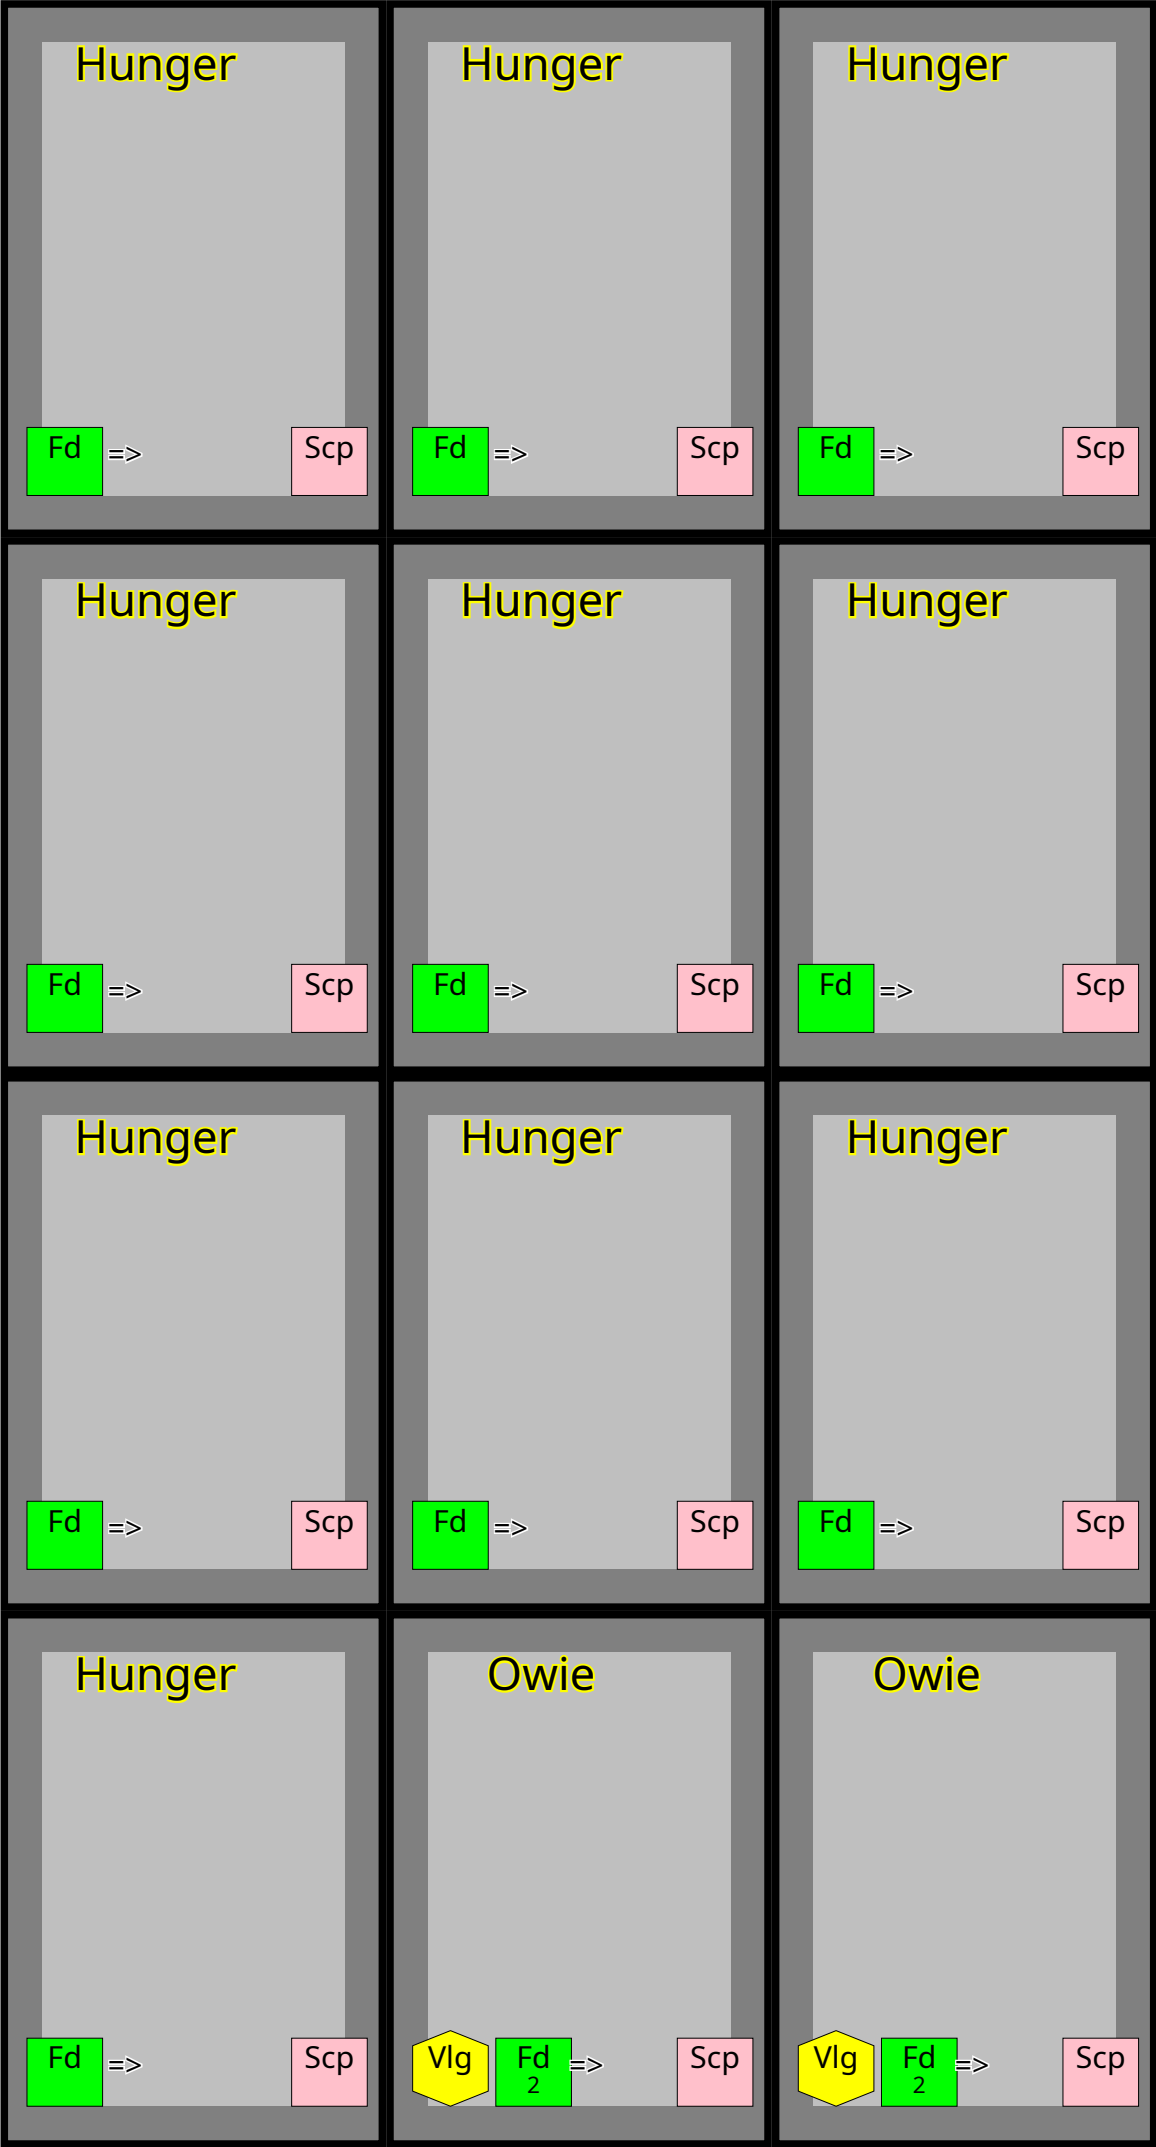 Hunger Hunger Hunger
Fd => Scp Fd => Scp Fd => Scp
Hunger Hunger Hunger
Fd => Scp Fd => Scp Fd => Scp
Hunger Hunger Hunger
Fd => Scp Fd => Scp Fd => Scp
Hunger Owie Owie
Fd => Scp Vlg Fd => Scp Vlg Fd => Scp
2 2